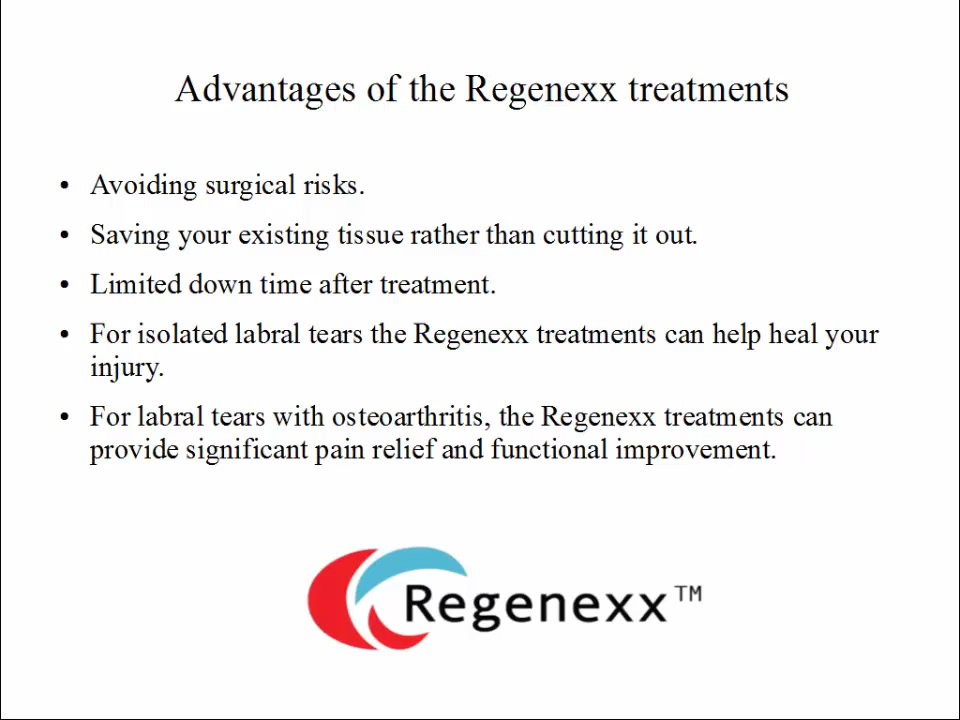 Advantages of the Regenexx treatments
• Avoiding surgical risks.
• Saving your existing tissue rather than cutting it out.
• Limited down time after treatment.
• For isolated labral tears the Regenexx treatments can help heal your
injury.
• For labral tears with osteoarthritis, the Regenexx treatments can
provide significant pain relief and functional improvement.
Regenexx™